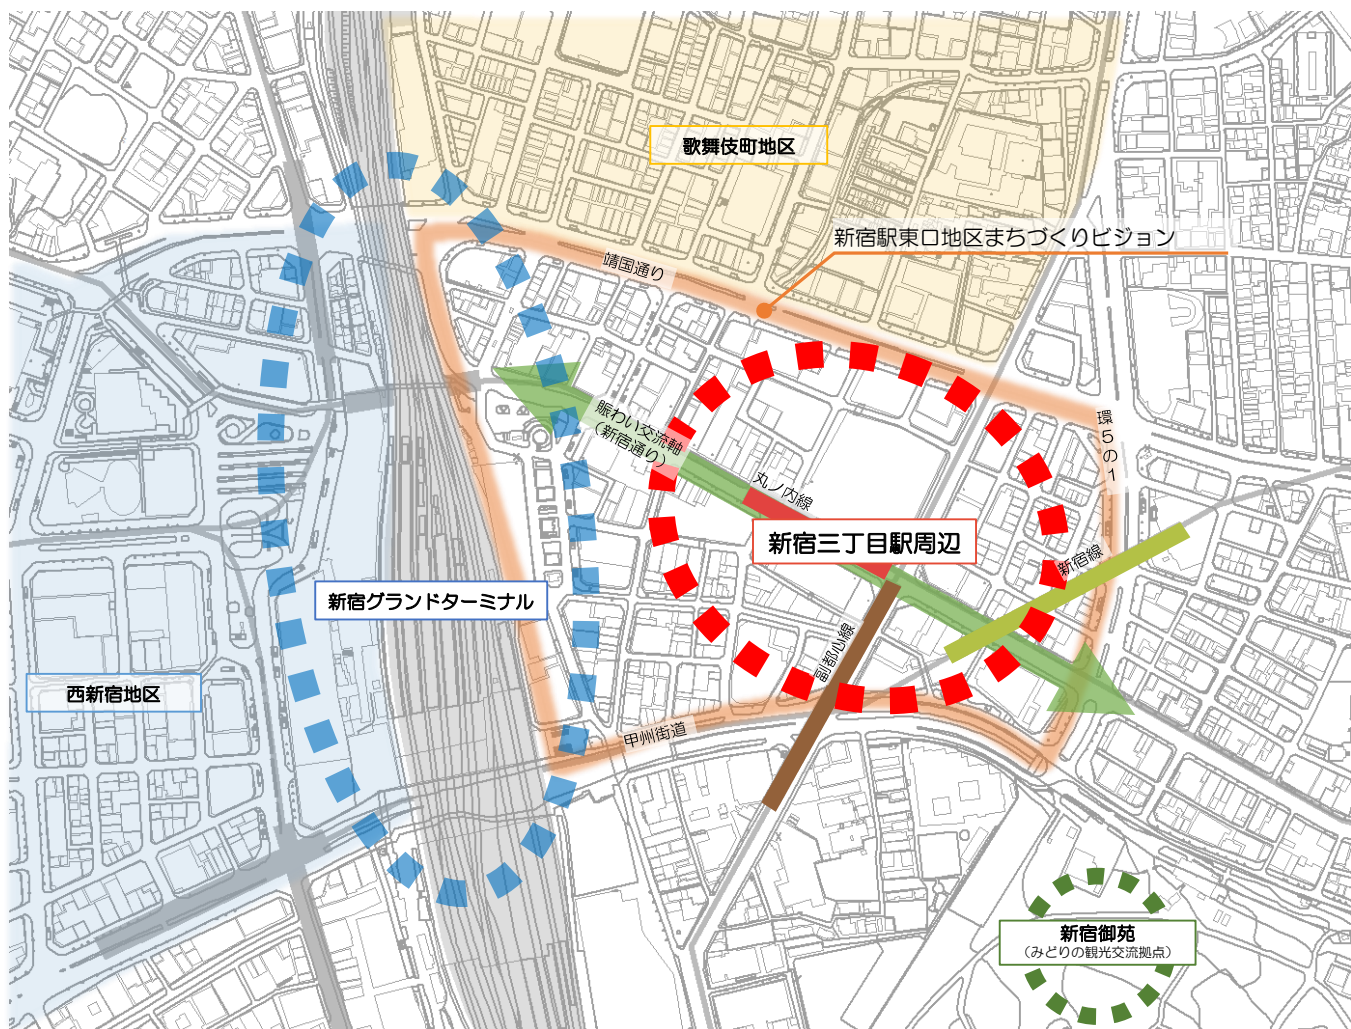 歌舞伎町地区
新宿駅東口地区まちづくりビジョン
靖国通り
環5の1
賑わい交流軸
(新宿通り)
丸ノ内線
新宿三丁目駅周辺
新宿線
新宿グランドターミナル
副都心線
西新宿地区
甲州街道
新宿御苑
(みどりの観光交流拠点)